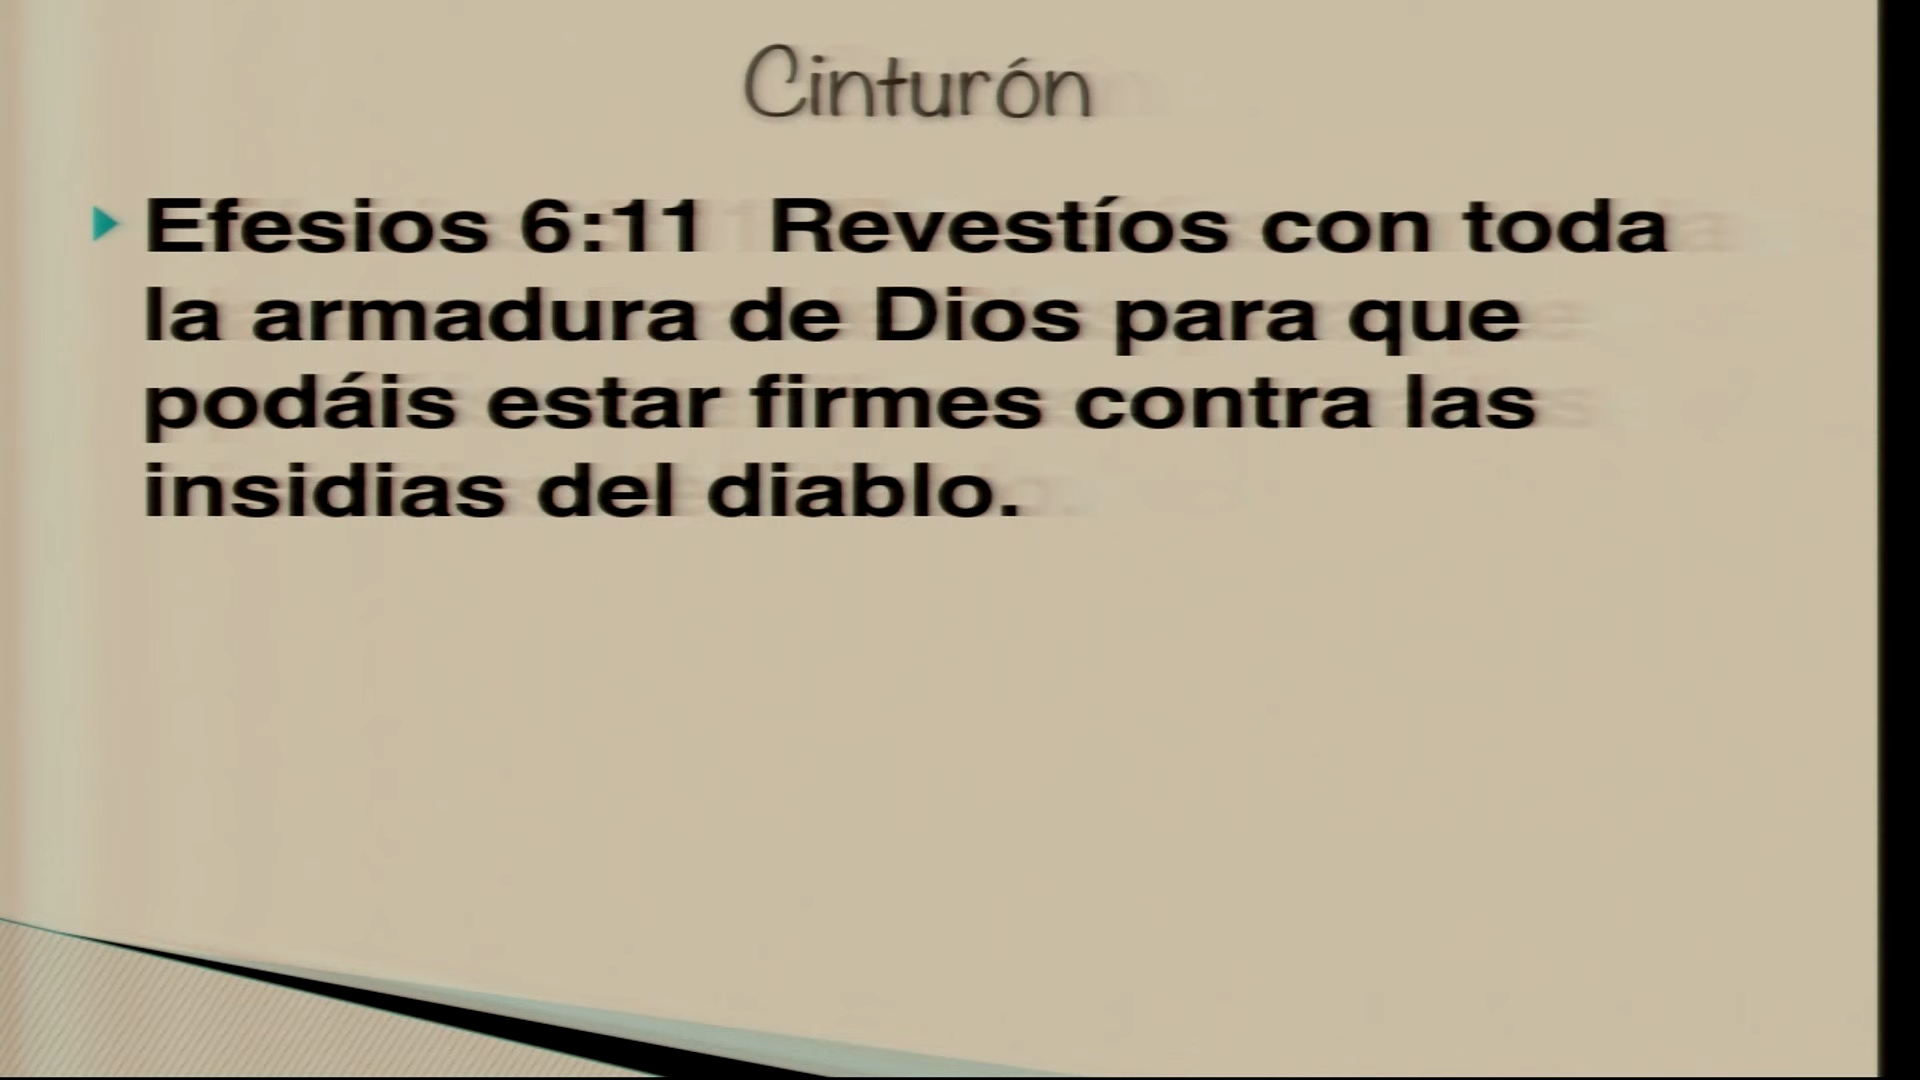 Cinturón
Efesios 6:11 Revestíos con toda
la armadura de Dios para que
podáis estar firmes contra las
insidias del diablo.